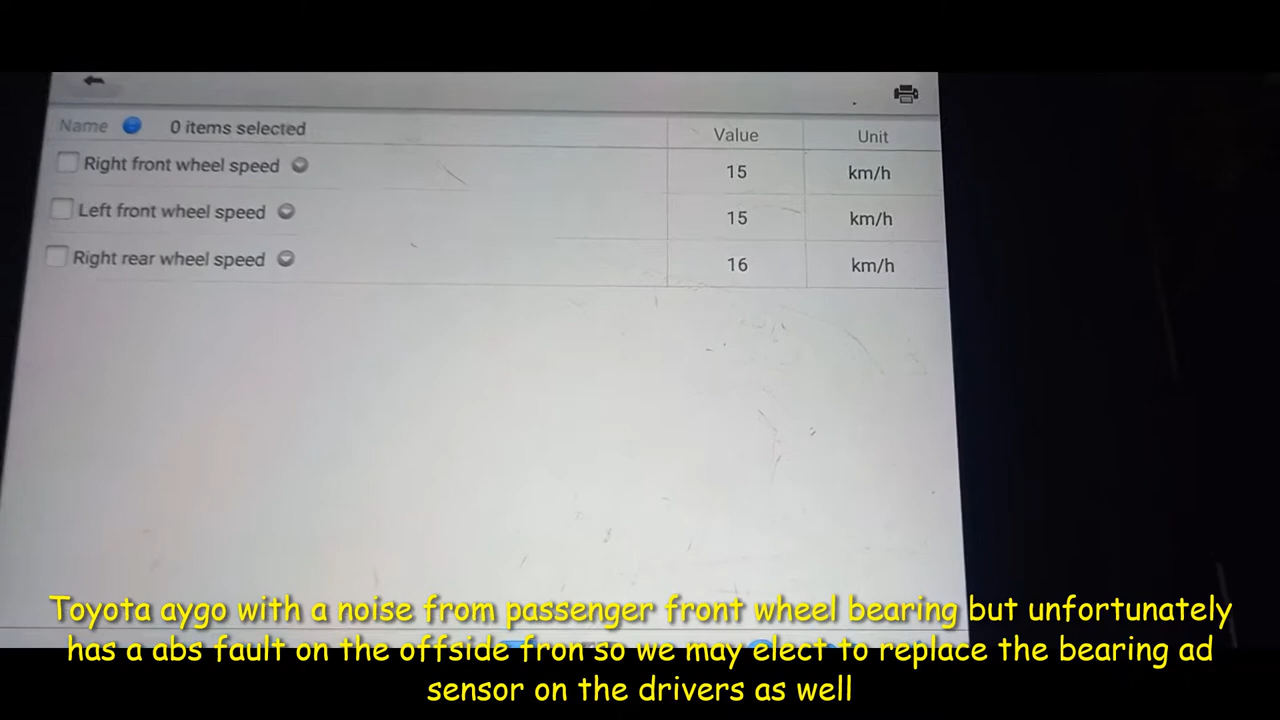 Name 0 items selected Value Unit
Right front wheel speed 15 km/h
Left front wheel speed 15 km/h
Right rear wheel speed 16 km/h
Toyota aygo with a noise from passenger front wheel bearing but unfortunately
has a abs fault on the offside fron so we may elect to replace the bearing ad
sensor on the drivers as well